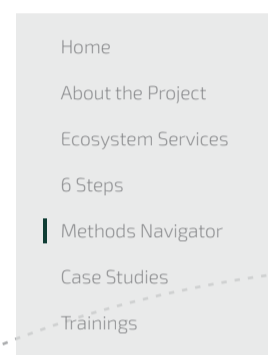 Home
About the Project
Ecosystem Services
6 Steps
Methods Navigator
Case Studies
Trainings